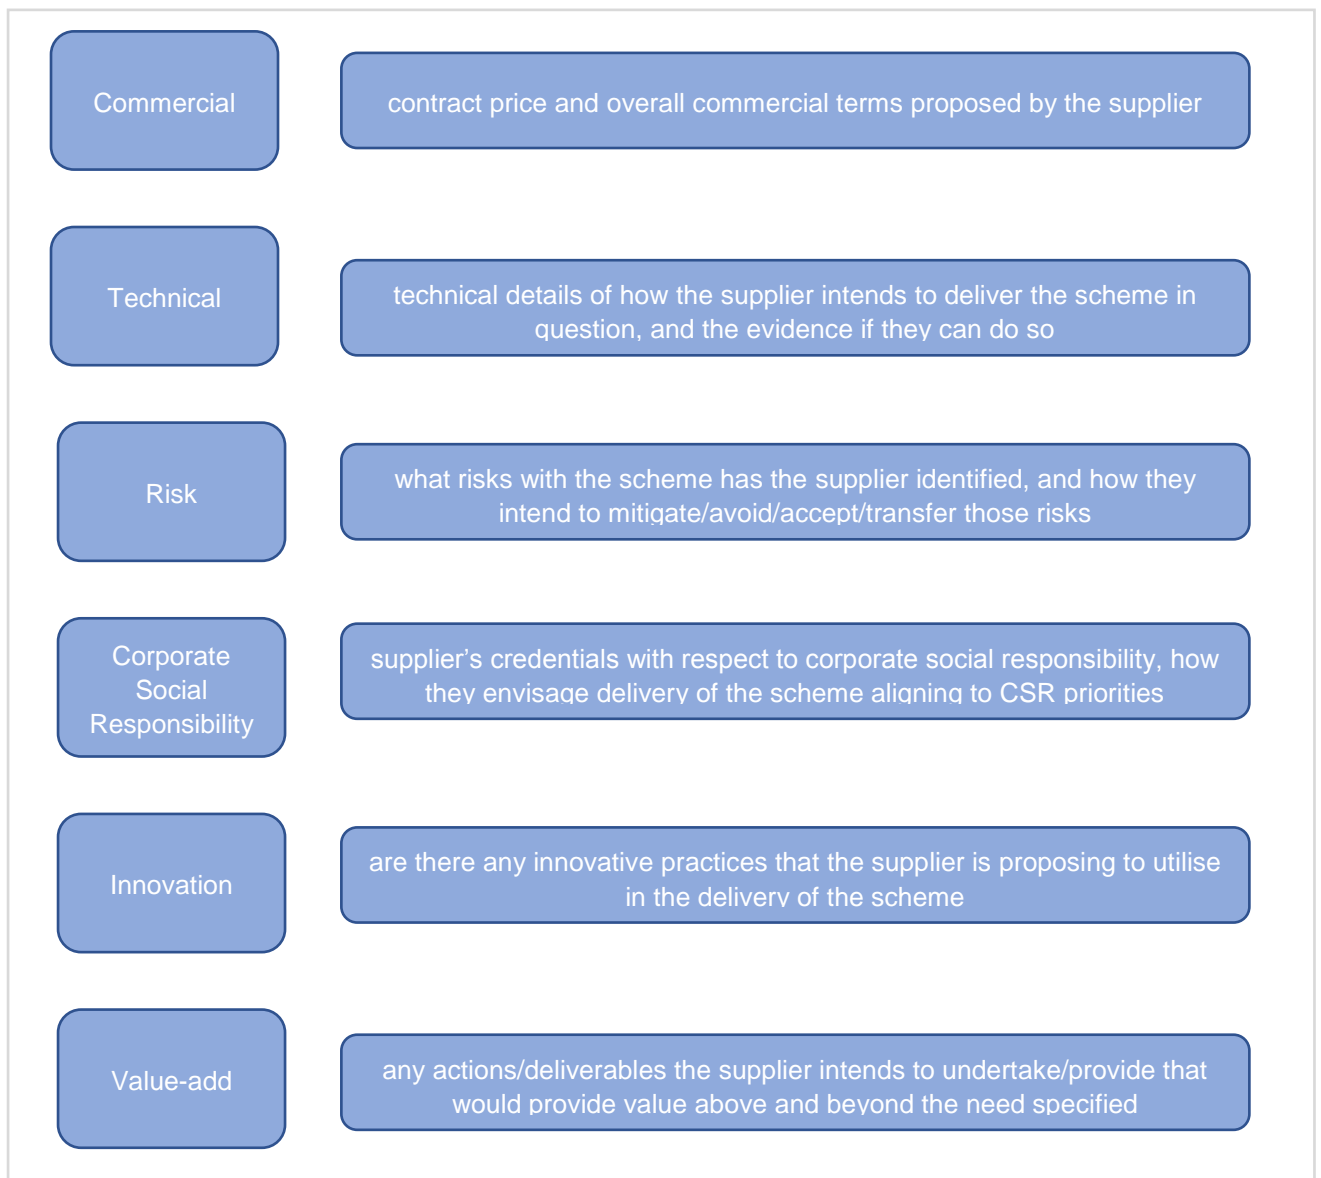 Commercial
contract price and overall commercial terms proposed by the supplier
Technical
technical details of how the supplier intends to deliver the scheme in
question, and the evidence if they can do so
Risk
what risks with the scheme has the supplier identified, and how they
intend to mitigate/avoid/accept/transfer those risks
Corporate
Social
Responsibility
supplier’s credentials with respect to corporate social responsibility, how
they envisage delivery of the scheme aligning to CSR priorities
Innovation
are there any innovative practices that the supplier is proposing to utilise
in the delivery of the scheme
Value-add
any actions/deliverables the supplier intends to undertake/provide that
would provide value above and beyond the need specified